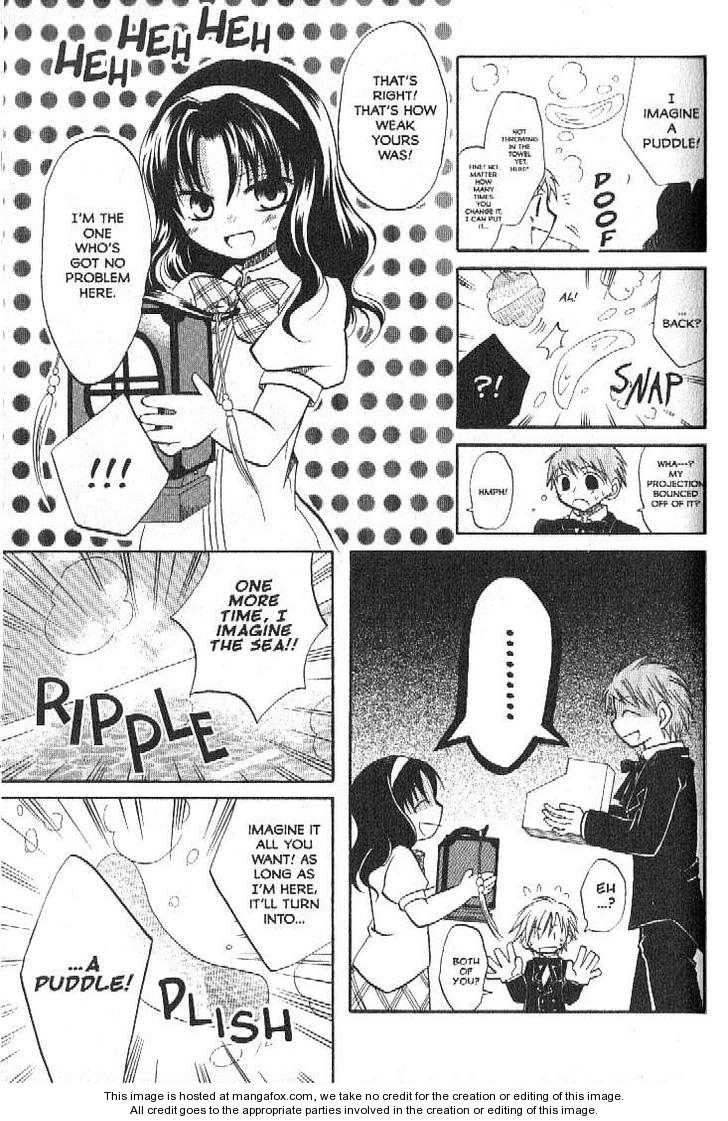 I
IMAGINE
A
PUDDLE!
NOT
THROWING
IN THE
TOWEL
YET,
HERE!
FINE! NO
MATTER
HOW
MANY
TIMES
YOU
CHANGE IT,
I CAN PUT
IT...
POOF
...
BACK?
AH!
?!
SNAP
WHA---?
MY
PROJECTION
BOUNCED
OFF OF IT?
HMPH!
HEH HEH HEH HEH
THAT'S
RIGHT!
THAT'S HOW
WEAK
YOURS
WAS!
I'M THE
ONE
WHO'S
GOT NO
PROBLEM
HERE.
!!!
..........
EH
...?
BOTH
OF
YOU?
ONE
MORE
TIME, I
IMAGINE
THE SEA!!
RIPPLE
IMAGINE IT
ALL YOU
WANT! AS
LONG AS
I'M HERE,
IT'LL TURN
INTO...
...A
PUDDLE!
PLISH
This image is hosted at mangafox.com, we take no credit for the creation or editing of this image.
All credit goes to the appropriate parties involved in the creation or editing of this image.